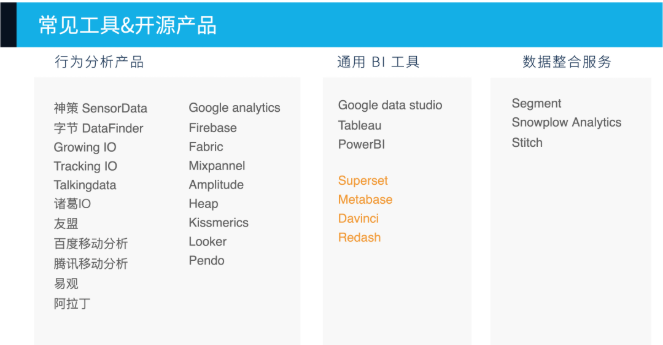 常见工具&开源产品
行为分析产品
神策 SensorData
字节 DataFinder
Growing IO
Tracking IO
Talkingdata
诸葛IO
友盟
百度移动分析
腾讯移动分析
易观
阿拉丁
Google analytics
Firebase
Fabric
Mixpannel
Amplitude
Heap
Kissmerics
Looker
Pendo
通用 BI 工具
Google data studio
Tableau
PowerBI
Superset
Metabase
Davinci
Redash
数据整合服务
Segment
Snowplow Analytics
Stitch